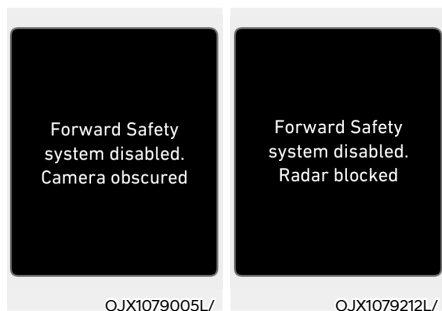 Forward Safety
system disabled.
Camera obscured
OJX1079005L/
Forward Safety
system disabled.
Radar blocked
OJX1079212L/